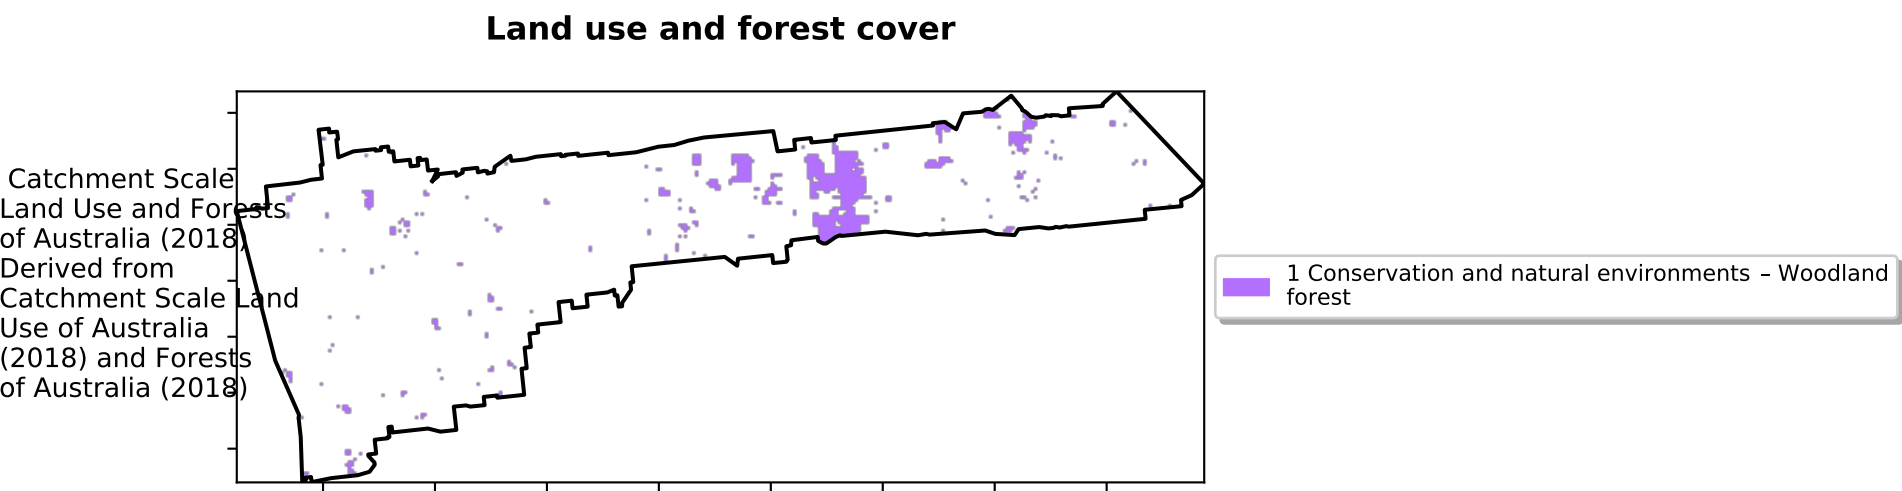 Land use and forest cover
Catchment Scale
Land Use and Forests
of Australia (2018)
Derived from
Catchment Scale Land
Use of Australia
(2018) and Forests
of Australia (2018)
1 Conservation and natural environments – Woodland
forest